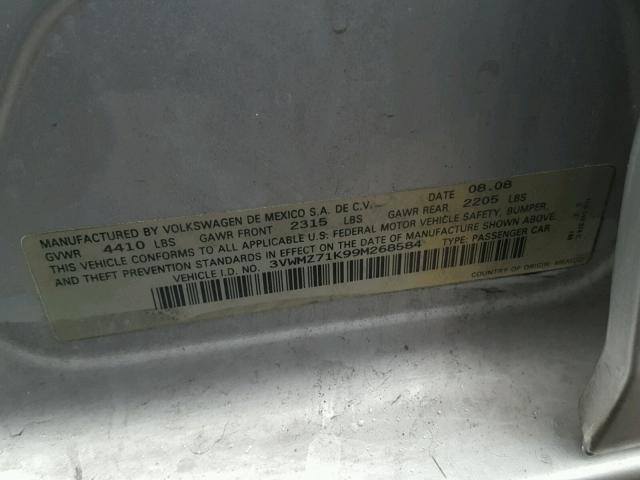 MANUFACTURED BY VOLKSWAGEN DE MEXICO S.A. DE C.V. DATE 08.08
GVWR 4410 LBS GAWR FRONT 2315 LBS GAWR REAR 2205 LBS
THIS VEHICLE CONFORMS TO ALL APPLICABLE U.S. FEDERAL MOTOR VEHICLE SAFETY, BUMPER,
AND THEFT PREVENTION STANDARDS IN EFFECT ON THE DATE OF MANUFACTURE SHOWN ABOVE.
VEHICLE I.D. NO. 3VWMZ71K99M268584 TYPE: PASSENGER CAR
COUNTRY OF ORIGIN: MEXICO